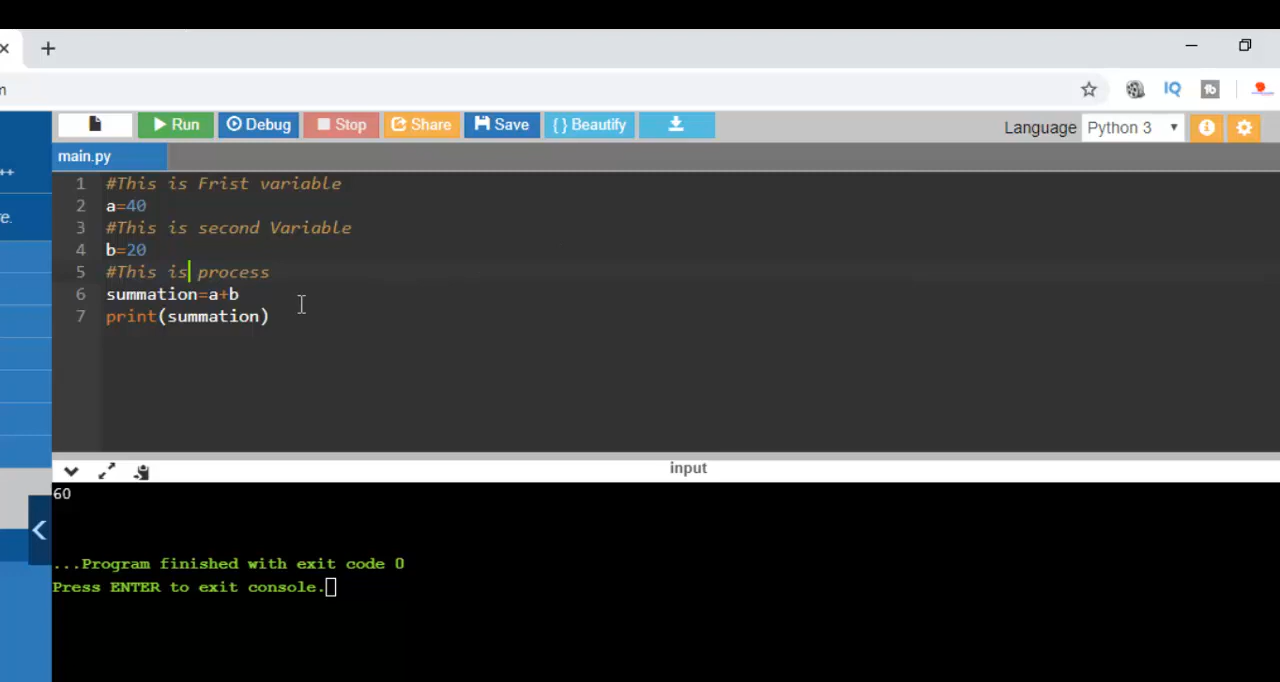 IQ
Run Debug Stop Share Save { } Beautify
Language Python 3
main.py
1 #This is Frist variable
2 a=40
3 #This is second Variable
4 b=20
5 #This is process
6 summation=a+b
7 print(summation)
++
e.
input
60
...Program finished with exit code 0
Press ENTER to exit console.